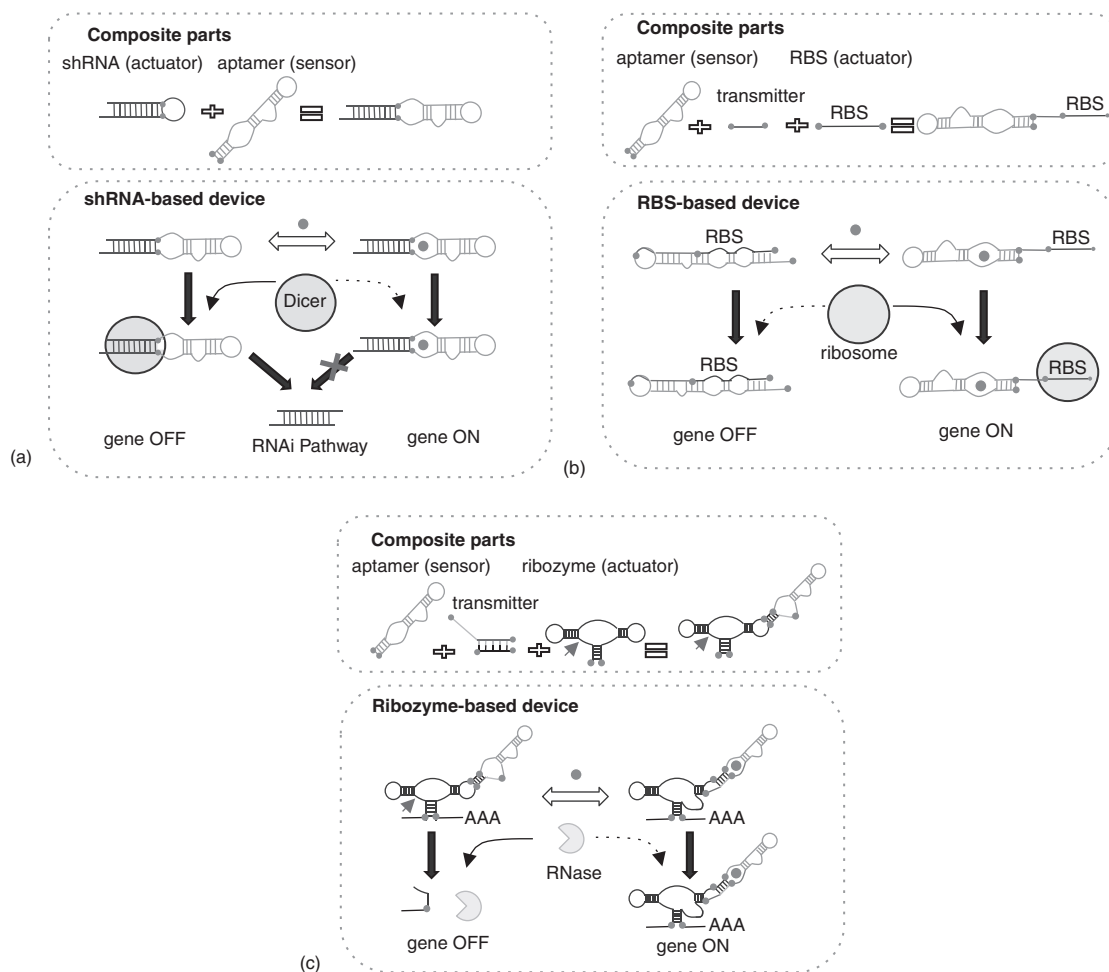 Composite parts
shRNA (actuator) aptamer (sensor)
shRNA-based device
Dicer
gene OFF
RNAi Pathway
gene ON
(a)
Composite parts
aptamer (sensor) RBS (actuator)
transmitter
RBS
RBS
RBS-based device
RBS
RBS
ribosome
RBS
RBS
gene OFF
gene ON
(b)
Composite parts
aptamer (sensor) ribozyme (actuator)
transmitter
Ribozyme-based device
AAA
AAA
RNase
AAA
gene OFF
gene ON
(c)